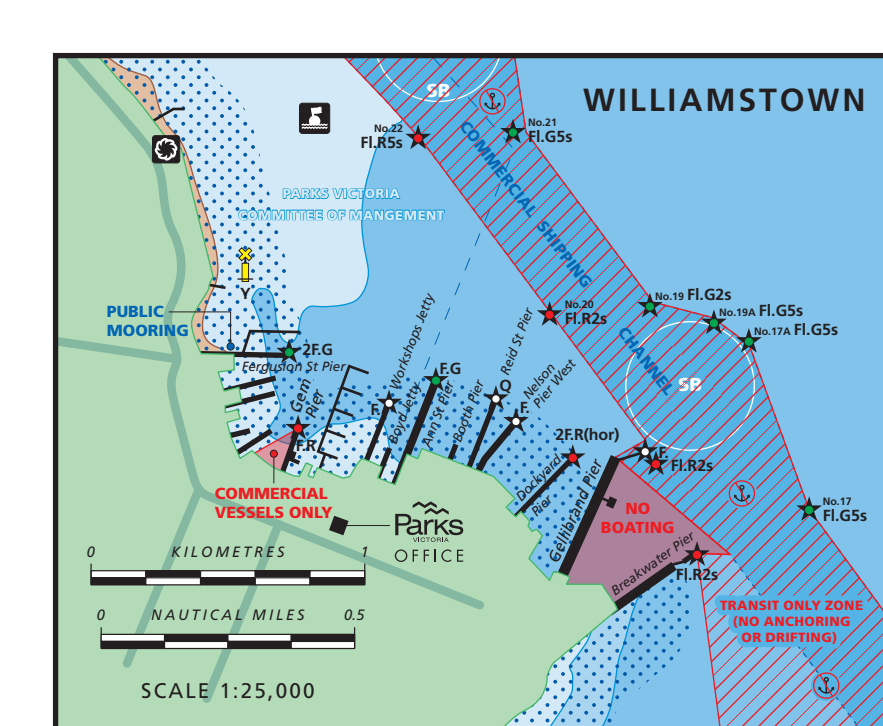 WILLIAMSTOWN
SB
No.21
Fl.G5s
No.22
Fl.R5s
COMMERCIAL SHIPPING
CHANNEL
PARKS VICTORIA
COMMITTEE OF MANGEMENT
Y
PUBLIC
MOORING
No.20
Fl.R2s
No.19 Fl.G2s
No.19A Fl.G5s
No.17A Fl.G5s
SB
2F.G
Fergusion St Pier
Gem
Pier
F.R
F.
Workshops Jetty
Boyd Jetty
F.G
Ann St Pier
Booth Pier
Q
Reid St Pier
F.
Nelson
Pier West
2F.R(hor)
Dockyard
Pier
Gellibrand Pier
F.
Fl.R2s
No.17
Fl.G5s
NO
BOATING
Breakwater Pier
Fl.R2s
COMMERCIAL
VESSELS ONLY
Parks
VICTORIA
OFFICE
TRANSIT ONLY ZONE
(NO ANCHORING
OR DRIFTING)
0 KILOMETRES 1
0 NAUTICAL MILES 0.5
SCALE 1:25,000